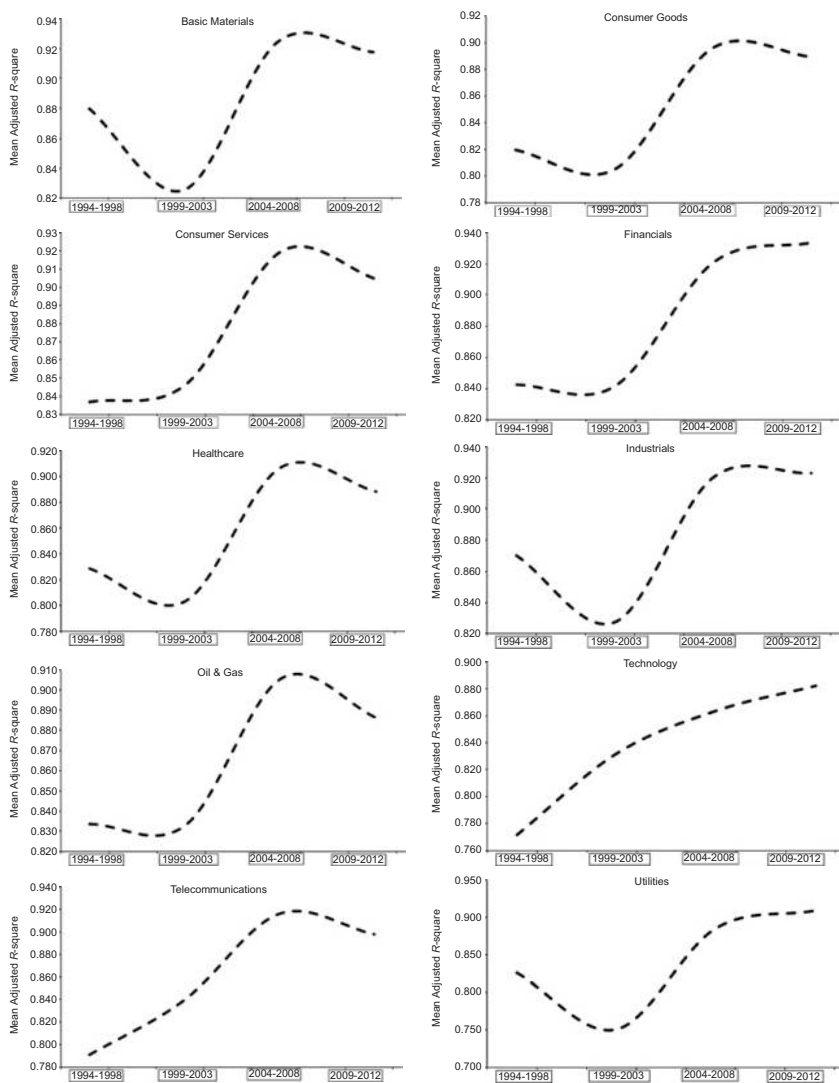 Basic Materials
Mean Adjusted R-square
0.94
0.92
0.90
0.88
0.86
0.84
0.82
1994-1998 1999-2003 2004-2008 2009-2012
Consumer Goods
Mean Adjusted R-square
0.92
0.90
0.88
0.86
0.84
0.82
0.80
0.78
1994-1998 1999-2003 2004-2008 2009-2012
Consumer Services
Mean Adjusted R-square
0.93
0.92
0.91
0.90
0.89
0.88
0.87
0.86
0.85
0.84
0.83
1994-1998 1999-2003 2004-2008 2009-2012
Financials
Mean Adjusted R-square
0.940
0.920
0.900
0.880
0.860
0.840
0.820
1994-1998 1999-2003 2004-2008 2009-2012
Healthcare
Mean Adjusted R-square
0.920
0.900
0.880
0.860
0.840
0.820
0.800
0.780
1994-1998 1999-2003 2004-2008 2009-2012
Industrials
Mean Adjusted R-square
0.940
0.920
0.900
0.880
0.860
0.840
0.820
1994-1998 1999-2003 2004-2008 2009-2012
Oil & Gas
Mean Adjusted R-square
0.910
0.900
0.890
0.880
0.870
0.860
0.850
0.840
0.830
0.820
1994-1998 1999-2003 2004-2008 2009-2012
Technology
Mean Adjusted R-square
0.900
0.880
0.860
0.840
0.820
0.800
0.780
0.760
1994-1998 1999-2003 2004-2008 2009-2012
Telecommunications
Mean Adjusted R-square
0.940
0.920
0.900
0.880
0.860
0.840
0.820
0.800
0.780
1994-1998 1999-2003 2004-2008 2009-2012
Utilities
Mean Adjusted R-square
0.950
0.900
0.850
0.800
0.750
0.700
1994-1998 1999-2003 2004-2008 2009-2012